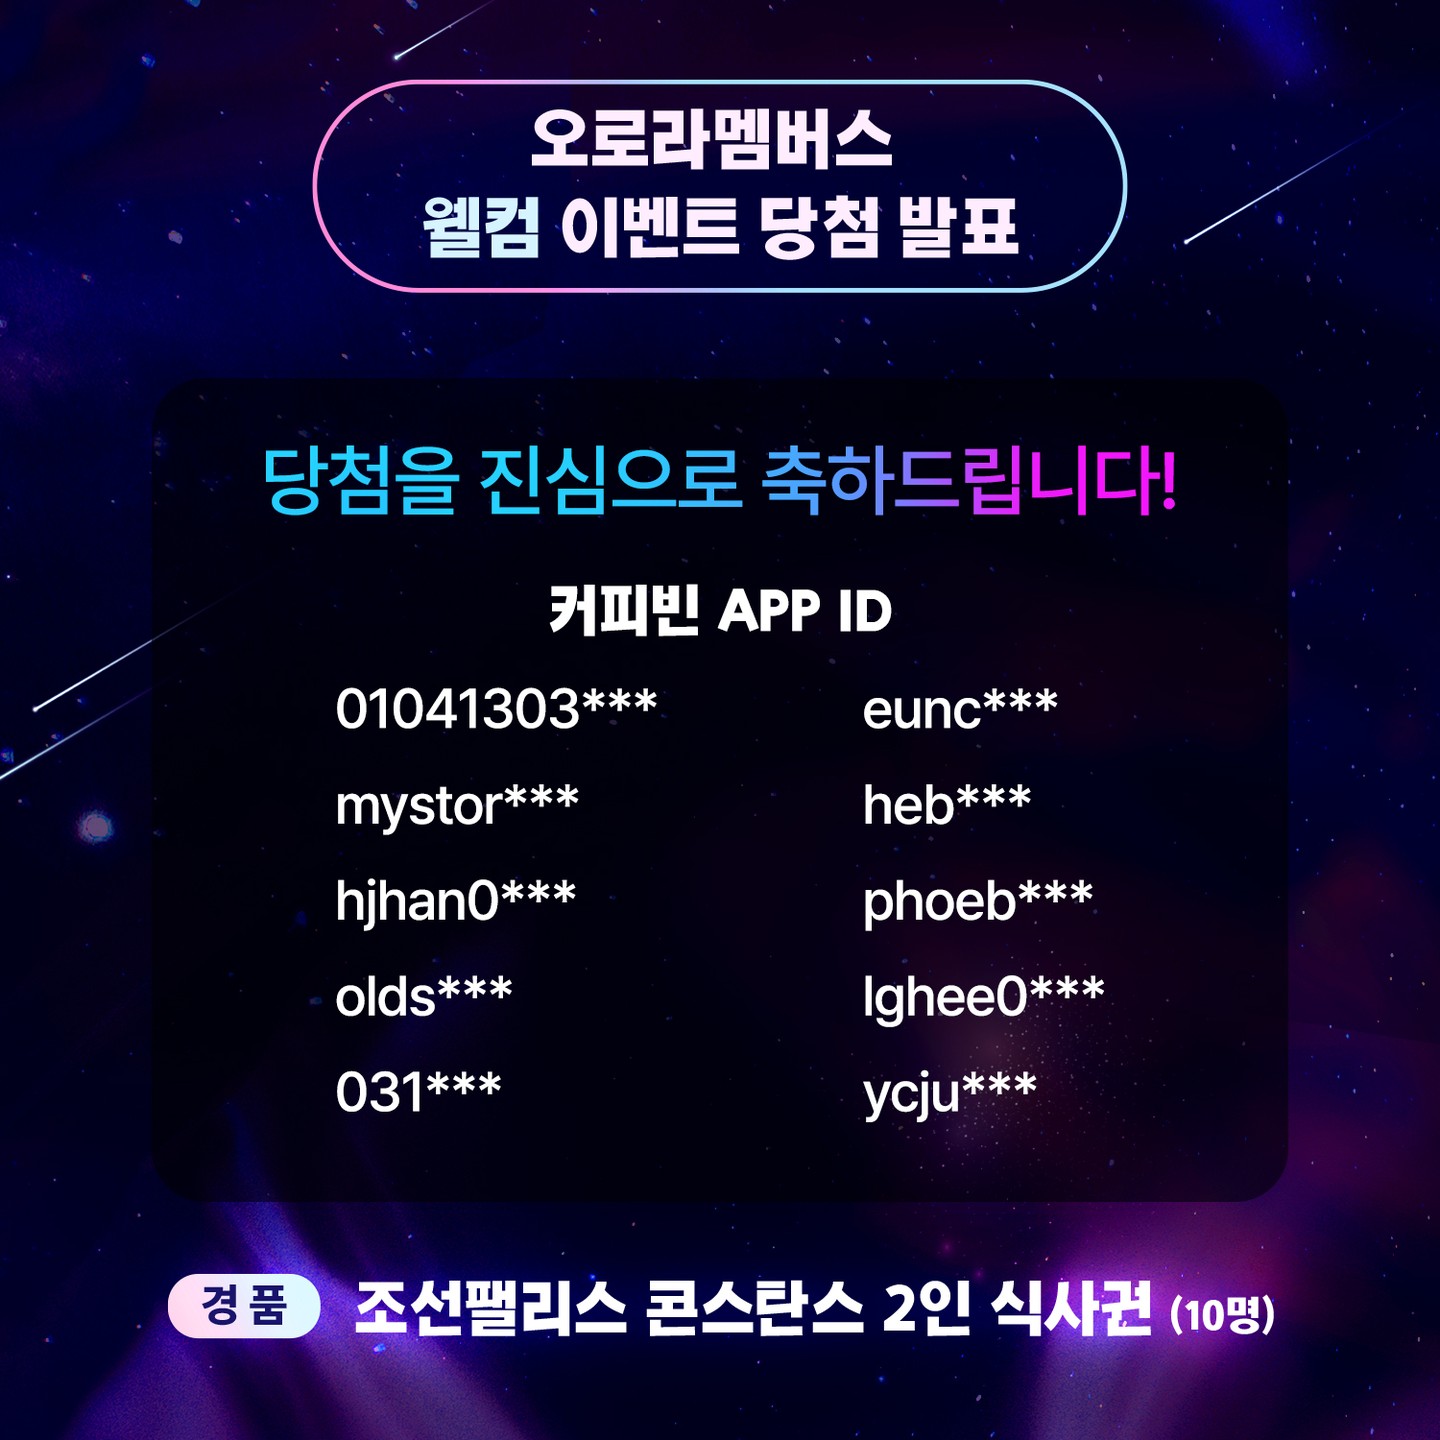 오로라멤버스
웰컴 이벤트 당첨 발표
당첨을 진심으로 축하드립니다!
커피빈 APP ID
01041303*** eunc***
mystor*** heb***
hjhan0*** phoeb***
olds*** lghee0***
031*** ycju***
경품 조선팰리스 콘스탄스 2인 식사권 (10명)